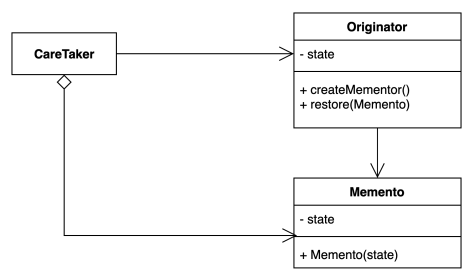 CareTaker
Originator
- state
+ createMementor()
+ restore(Memento)
Memento
- state
+ Memento(state)